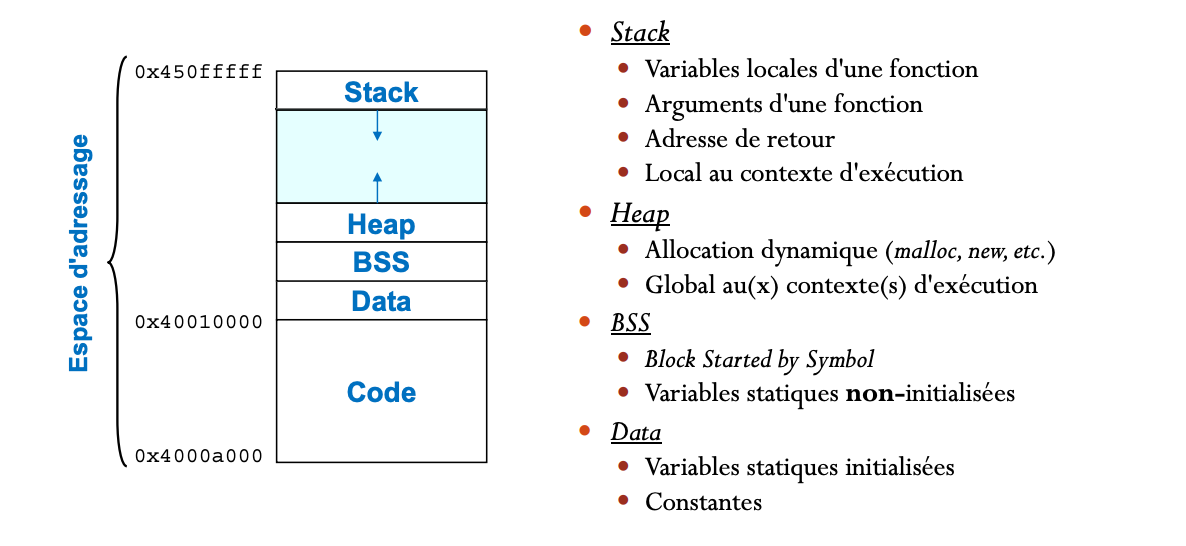 Espace d'adressage
0x450fffff
Stack
Heap
BSS
Data
0x40010000
Code
0x4000a000
• Stack
• Variables locales d'une fonction
• Arguments d'une fonction
• Adresse de retour
• Local au contexte d'exécution
• Heap
• Allocation dynamique (malloc, new, etc.)
• Global au(x) contexte(s) d'exécution
• BSS
• Block Started by Symbol
• Variables statiques non-initialisées
• Data
• Variables statiques initialisées
• Constantes